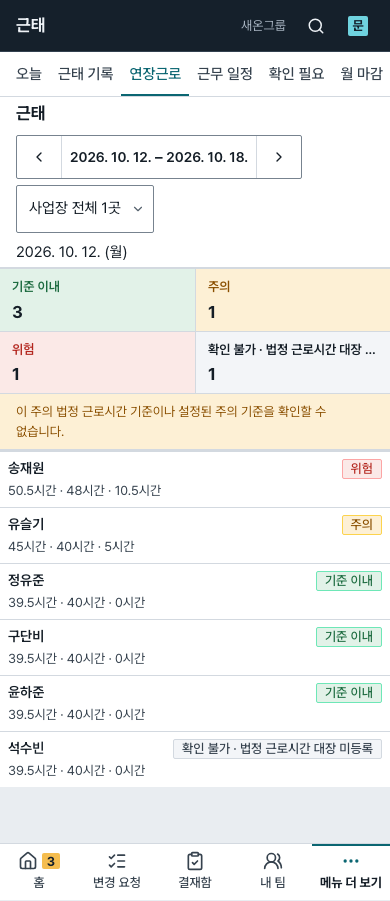 근태
새온그룹
문
오늘 근태 기록 연장근로 근무 일정 확인 필요 월 마감
근태
2026. 10. 12. – 2026. 10. 18.
사업장 전체 1곳
2026. 10. 12. (월)
기준 이내
3
주의
1
위험
1
확인 불가 · 법정 근로시간 대장 ...
1
이 주의 법정 근로시간 기준이나 설정된 주의 기준을 확인할 수
없습니다.
송재원 위험
50.5시간 · 48시간 · 10.5시간
유슬기 주의
45시간 · 40시간 · 5시간
정유준 기준 이내
39.5시간 · 40시간 · 0시간
구단비 기준 이내
39.5시간 · 40시간 · 0시간
윤하준 기준 이내
39.5시간 · 40시간 · 0시간
석수빈 확인 불가 · 법정 근로시간 대장 미등록
39.5시간 · 40시간 · 0시간
3
홈 변경 요청 결재함 내 팀 메뉴 더 보기